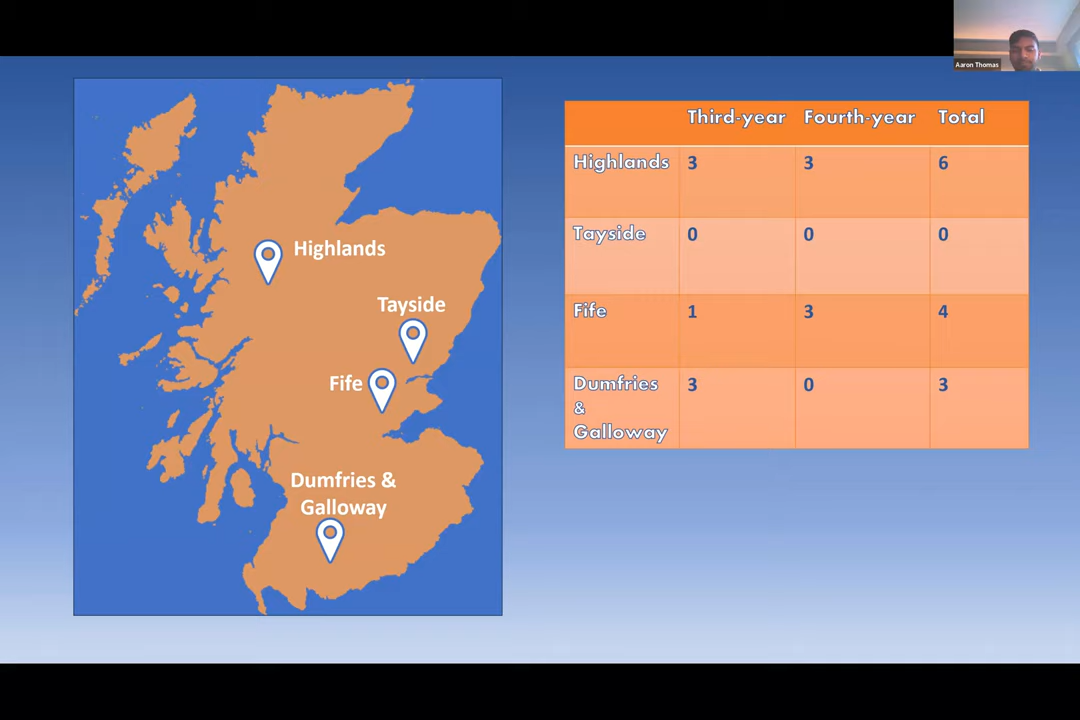 Aaron Thomas
Highlands
Tayside
Fife
Dumfries &
Galloway
Third-year Fourth-year Total
Highlands 3 3 6
Tayside 0 0 0
Fife 1 3 4
Dumfries 3 0 3
&
Galloway